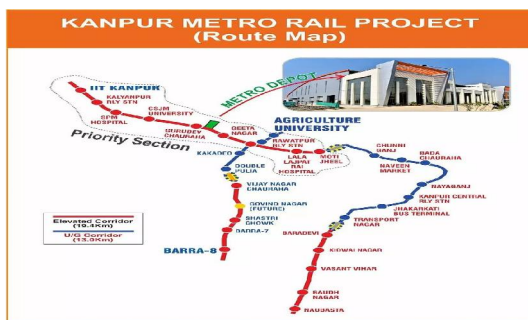 KANPUR METRO RAIL PROJECT
(Route Map)
IIT KANPUR
KALYANPUR
RLY STN
SPM
HOSPITAL
CSJM
UNIVERSITY
GURUDEV
CHAURAHA
GEETA
NAGAR
METRO DEPOT
AGRICULTURE
UNIVERSITY
Priority Section
RAWATPUR
RLY STN
LALA
LAJPAT
RAI
HOSPITAL
MOTI
JHEEL
CHUNNI
GANJ
NAVEEN
MARKET
BADA
CHAURAHA
NAYAGANJ
KANPUR CENTRAL
RLY STN
JHAKARKATI
BUS TERMINAL
TRANSPORT
NAGAR
BARADEVI
KIDWAI NAGAR
VASANT VIHAR
BAUDH
NAGAR
NAUBASTA
KAKADEO
DOUBLE
PULIA
VIJAY NAGAR
CHAURAHA
GOVIND NAGAR
(FUTURE)
SHASTRI
CHOWK
BARRA-7
BARRA-8
Elevated Corridor
(19.4Km)
U/G Corridor
(13.0Km)